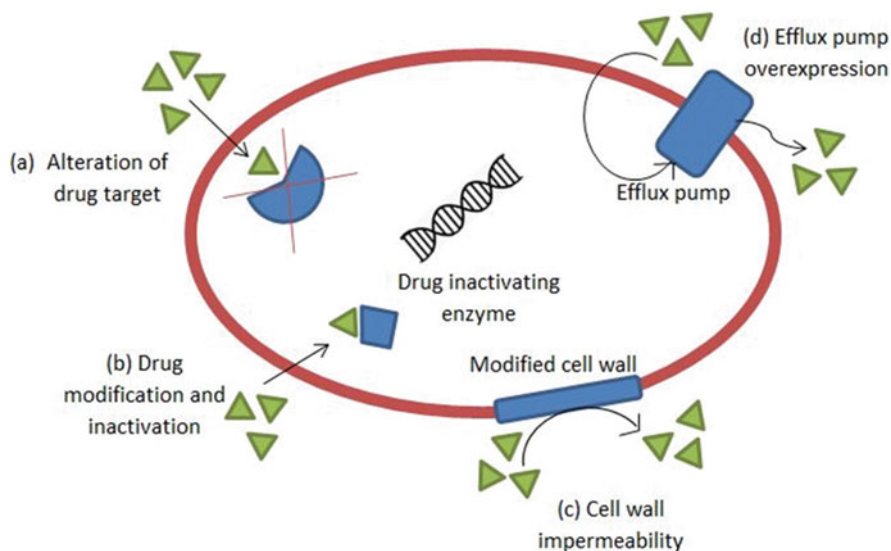 (a) Alteration of
drug target
(b) Drug
modification and
inactivation
Drug inactivating
enzyme
Modified cell wall
(c) Cell wall
impermeability
(d) Efflux pump
overexpression
Efflux pump